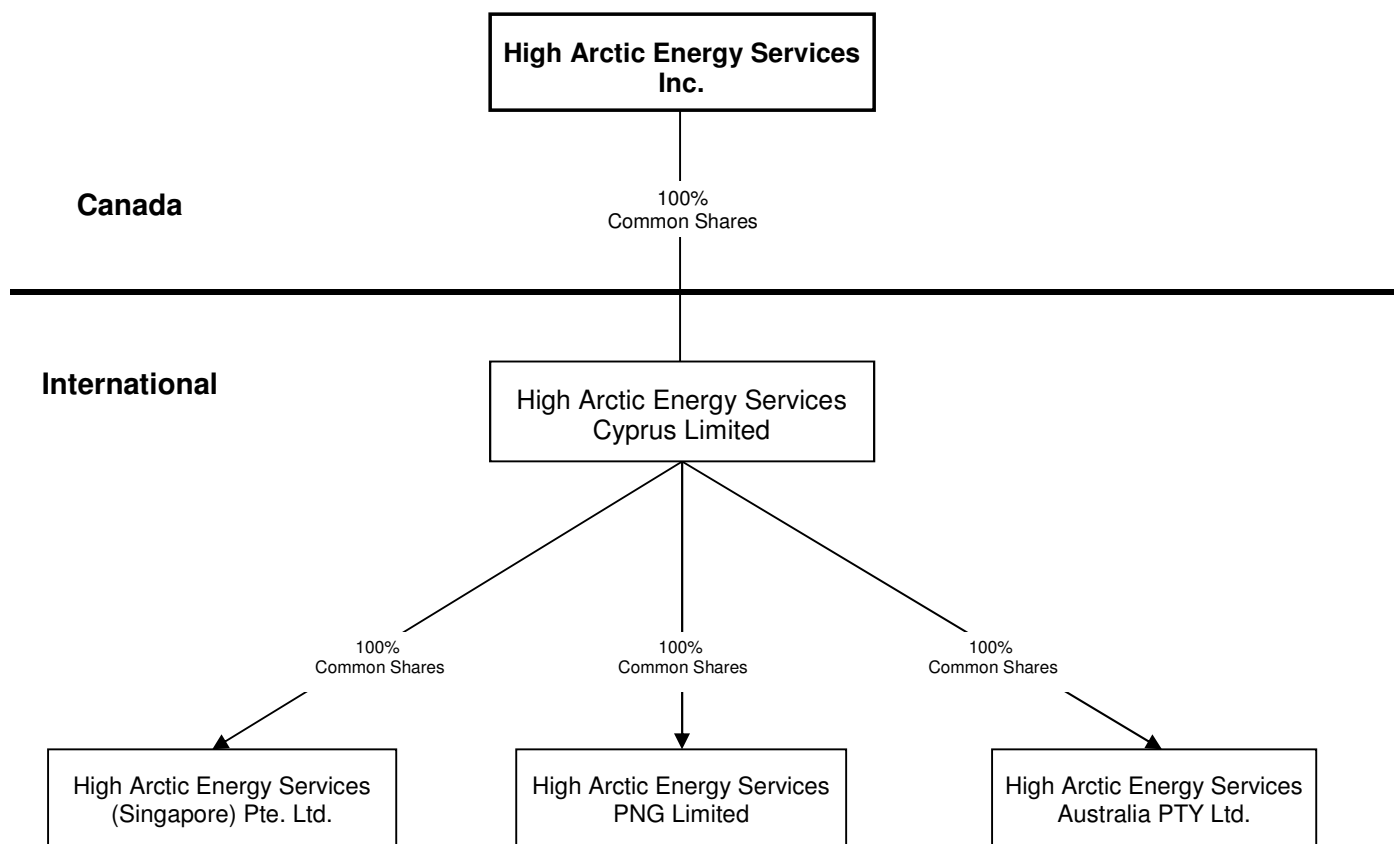 High Arctic Energy Services
Inc.
Canada
100%
Common Shares
International
High Arctic Energy Services
Cyprus Limited
100%
Common Shares
100%
Common Shares
100%
Common Shares
High Arctic Energy Services
(Singapore) Pte. Ltd.
High Arctic Energy Services
PNG Limited
High Arctic Energy Services
Australia PTY Ltd.